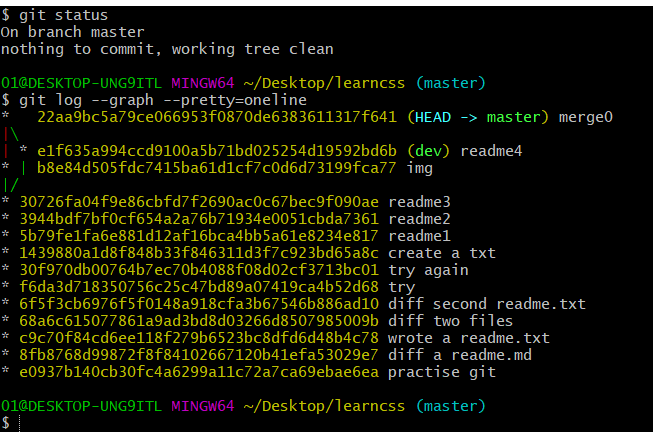 $ git status
On branch master
nothing to commit, working tree clean
01@DESKTOP-UNG9ITL MINGW64 ~/Desktop/learncss (master)
$ git log --graph --pretty=oneline
*   22aa9bc5a79ce066953f0870de6383611317f641 (HEAD -> master) merge0
|\
| * e1f635a994ccd9100a5b71bd025254d19592bd6b (dev) readme4
* | b8e84d505fdc7415ba61d1cf7c0d6d73199fca77 img
|/
* 30726fa04f9e86cbfd7f2690ac0c67bec9f090ae readme3
* 3944bdf7bf0cf654a2a76b71934e0051cbda7361 readme2
* 5b79fe1fa6e881d12af16bca4bb5a61e8234e817 readme1
* 1439880a1d8f848b33f846311d3f7c923bd65a8c create a txt
* 30f970db00764b7ec70b4088f08d02cf3713bc01 try again
* f6da3d718350756c25c47bd89a07419ca4b52d68 try
* 6f5f3cb6976f5f0148a918cfa3b67546b886ad10 diff second readme.txt
* 68a6c615077861a9ad3bd8d03266d8507985009b diff two files
* c9c70f84cd6ee118f279b6523bc8dfd6d48b4c78 wrote a readme.txt
* 8fb8768d99872f8f84102667120b41efa53029e7 diff a readme.md
* e0937b140cb30fc4a6299a11c72a7ca69ebae6ea practise git
01@DESKTOP-UNG9ITL MINGW64 ~/Desktop/learncss (master)
$